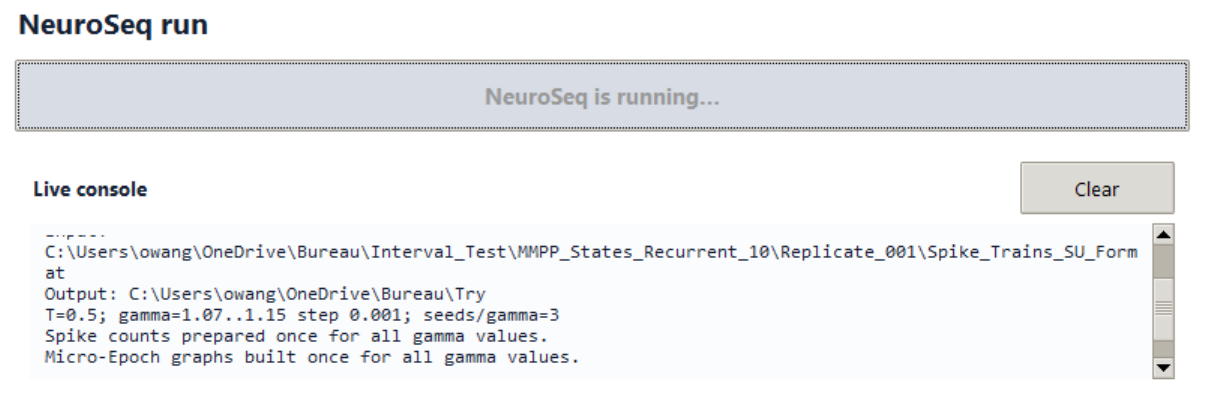 NeuroSeq run
NeuroSeq is running...
Live console
Clear
C:\Users\owang\OneDrive\Bureau\Interval_Test\MMPP_States_Recurrent_10\Replicate_001\Spike_Trains_SU_Form
at
Output: C:\Users\owang\OneDrive\Bureau\Try
T=0.5; gamma=1.07..1.15 step 0.001; seeds/gamma=3
Spike counts prepared once for all gamma values.
Micro-Epoch graphs built once for all gamma values.